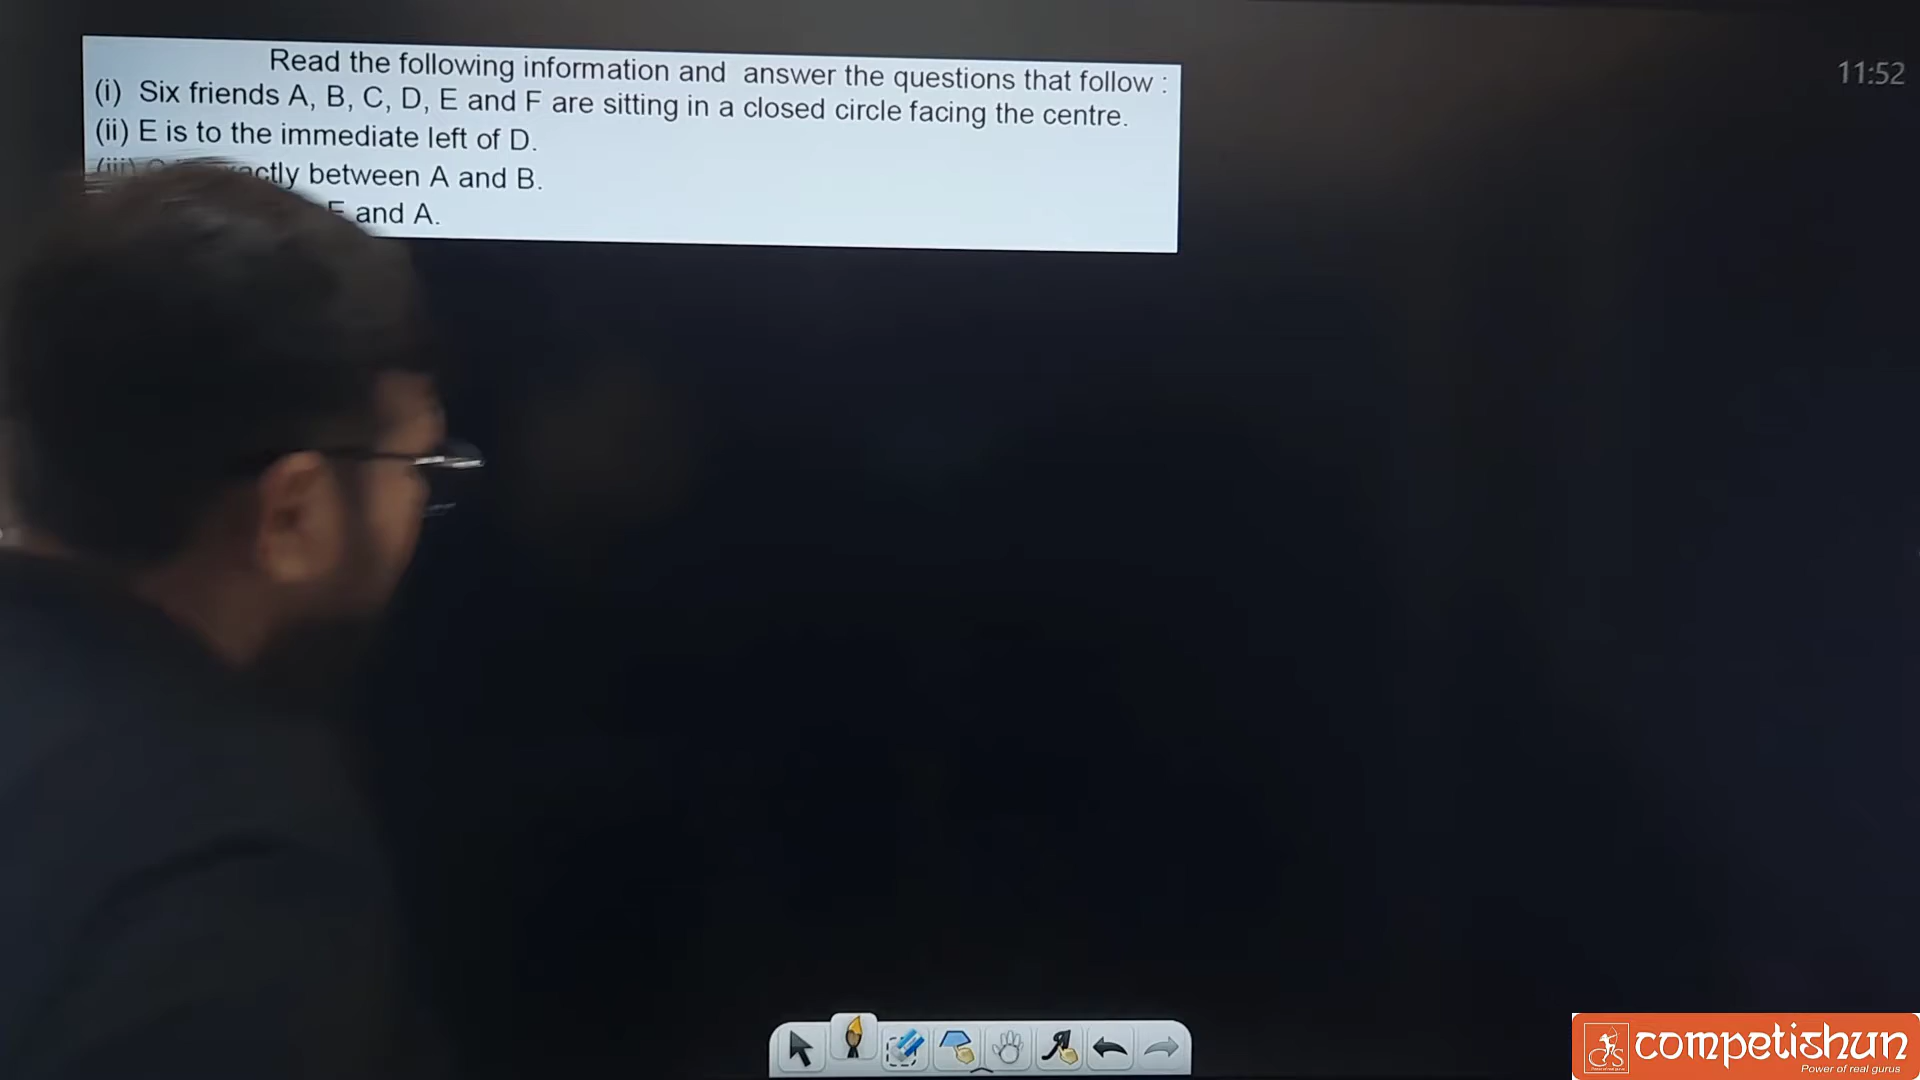 Read the following information and answer the questions that follow :
11:52
(i) Six friends A, B, C, D, E and F are sitting in a closed circle facing the centre.
(ii) E is to the immediate left of D.
(iii) between A and B.
and A.
competishun
Power of real gurus